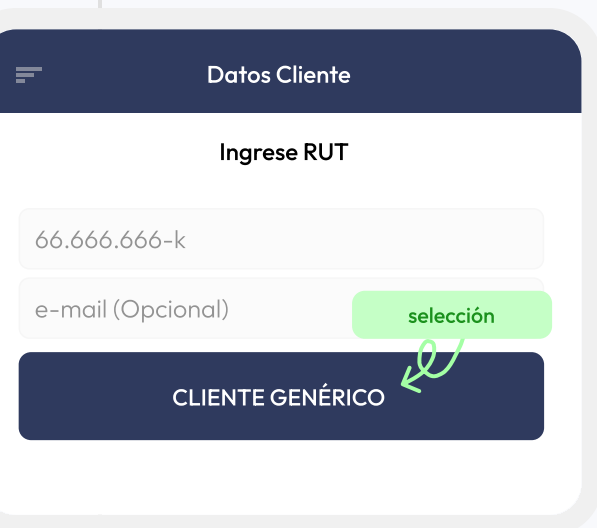 Datos Cliente
Ingrese RUT
66.666.666-k
e-mail (Opcional)
selección
CLIENTE GENÉRICO